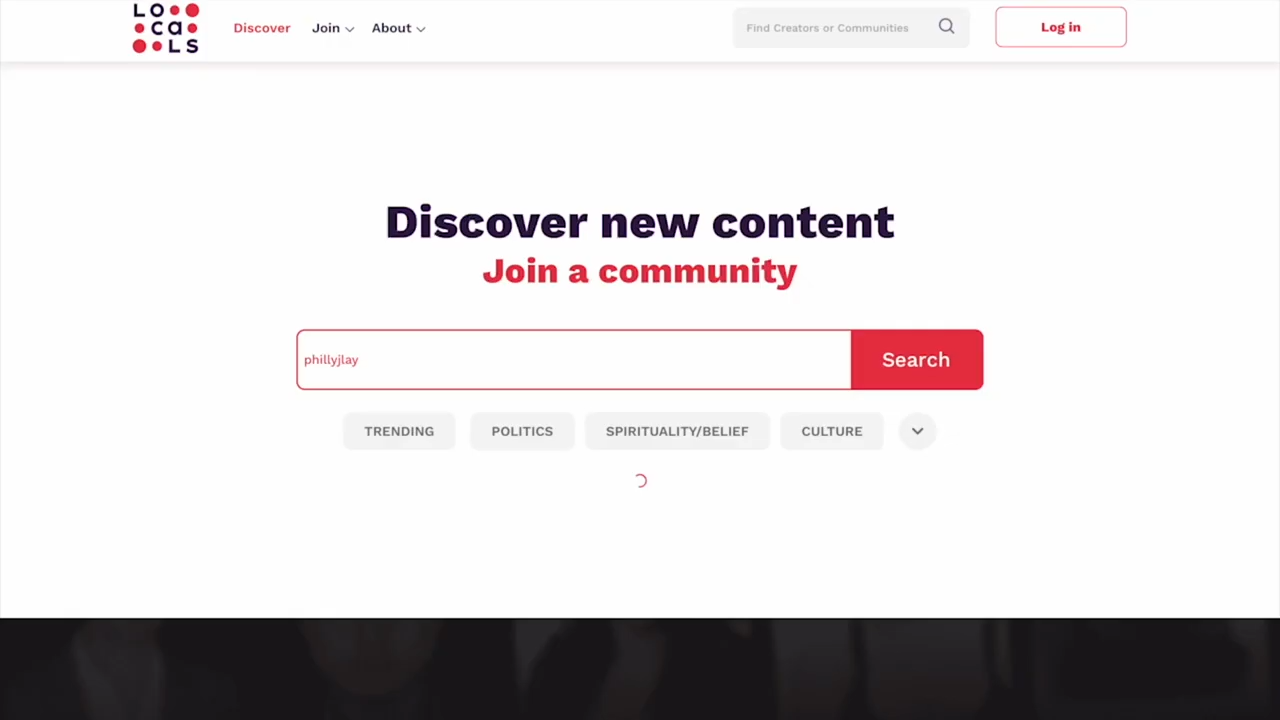 LO
ca
LS
Discover
Join
About
Find Creators or Communities
Log in
Discover new content
Join a community
phillyjlay
Search
TRENDING
POLITICS
SPIRITUALITY/BELIEF
CULTURE